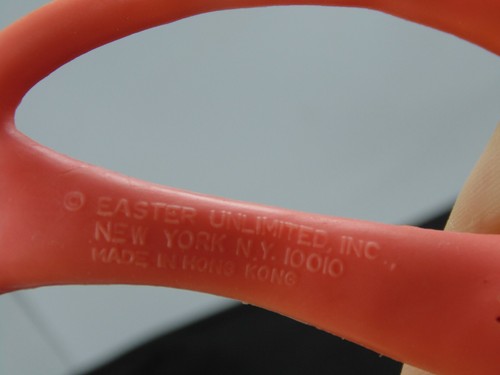 © EASTER UNLIMITED, INC.,
NEW YORK N.Y. 10010
MADE IN HONG KONG